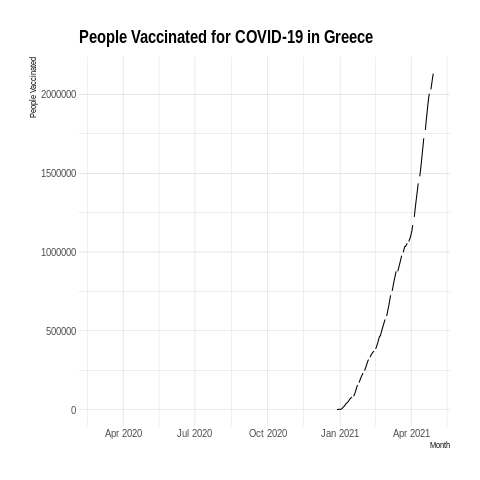 People Vaccinated for COVID-19 in Greece
People Vaccinated
2000000
1500000
1000000
500000
0
Apr 2020 Jul 2020 Oct 2020 Jan 2021 Apr 2021
Month